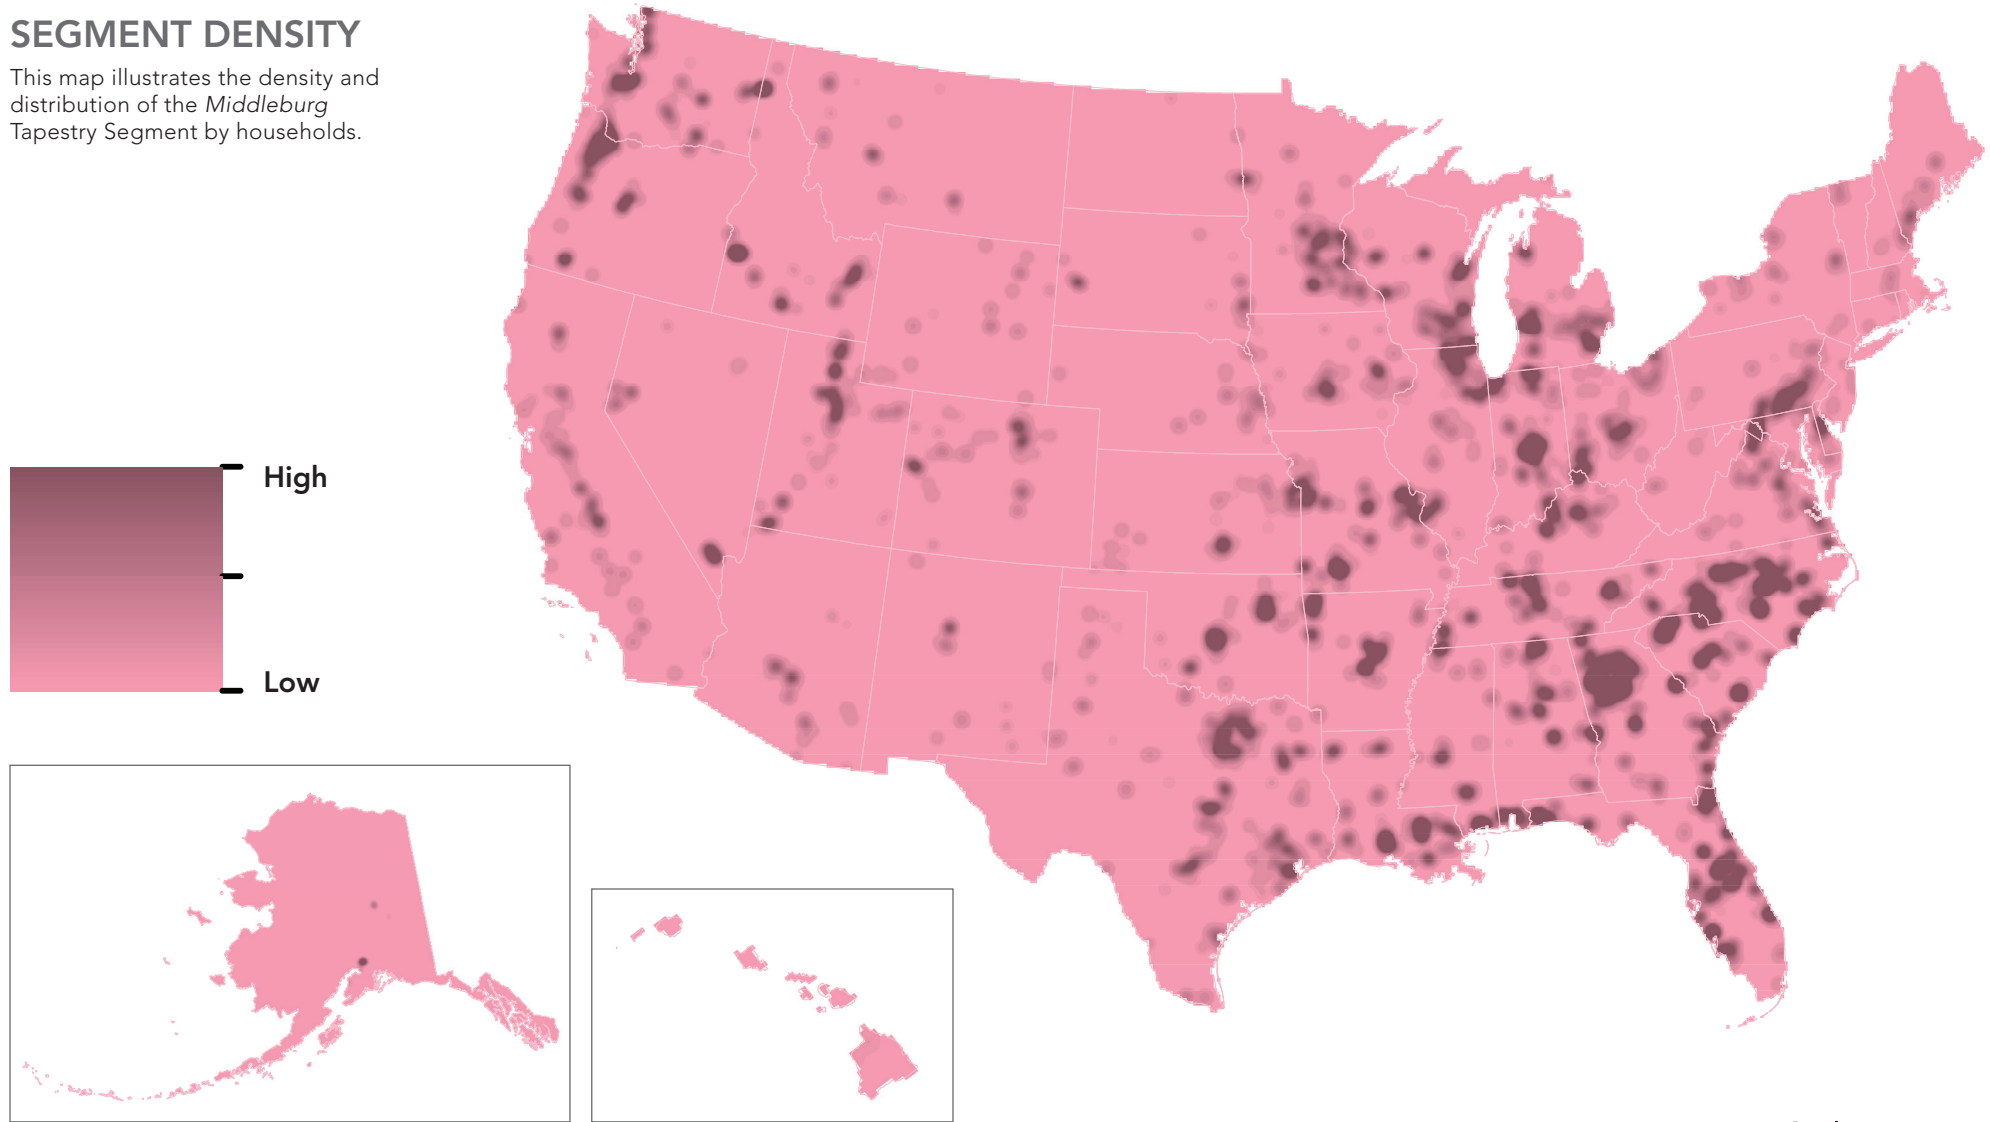 SEGMENT DENSITY
This map illustrates the density and
distribution of the Middleburg
Tapestry Segment by households.
High
Low